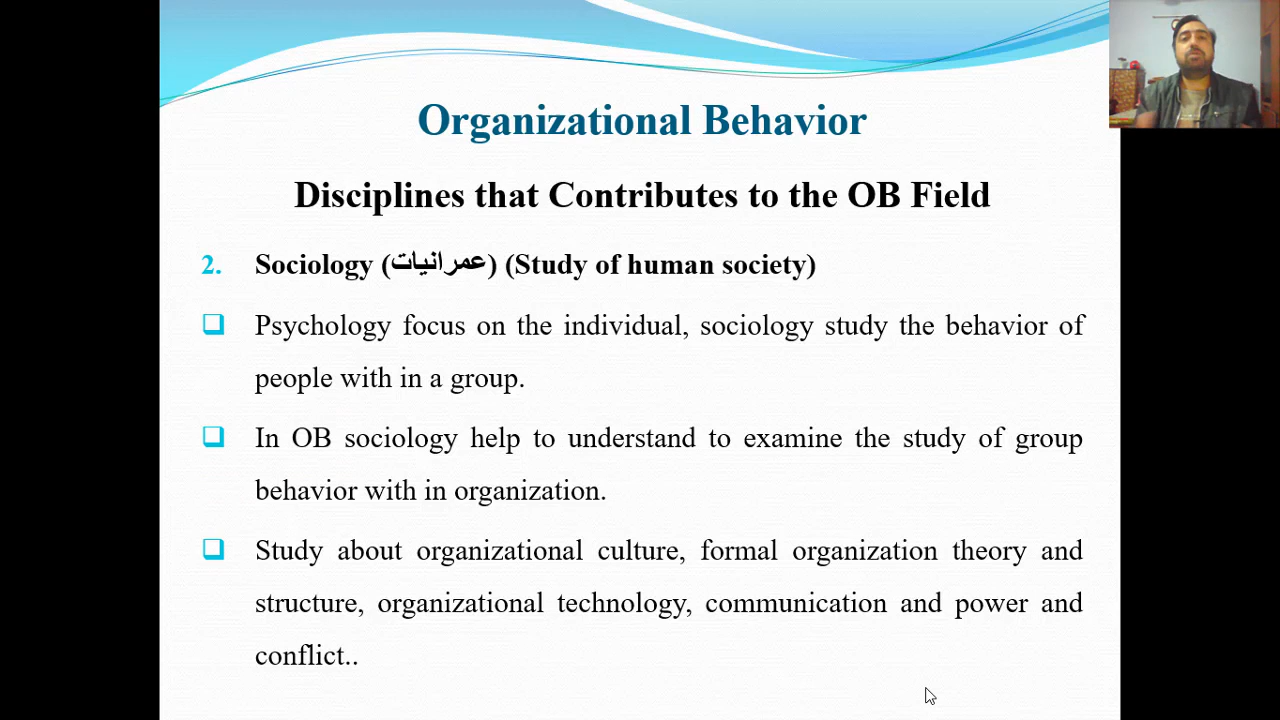 Organizational Behavior
Disciplines that Contributes to the OB Field
2. Sociology (عمرانیات) (Study of human society)
❑ Psychology focus on the individual, sociology study the behavior of
people with in a group.
❑ In OB sociology help to understand to examine the study of group
behavior with in organization.
❑ Study about organizational culture, formal organization theory and
structure, organizational technology, communication and power and
conflict..